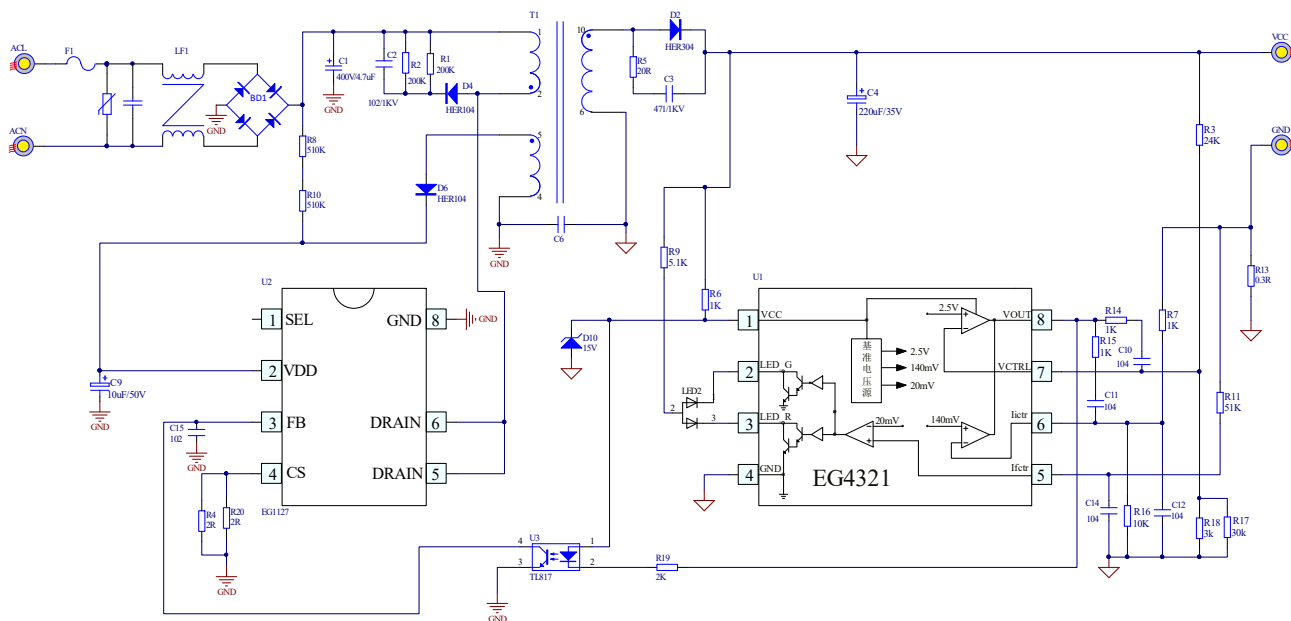 ACL
F1
LF1
ACN
BD1
GND
C1
400V/4.7uF
GND
C2
102/1KV
R2
200K
R1
200K
D4
HER104
T1
1
2
5
4
10
6
D2
HER304
R5
20R
C3
471/1KV
VCC
C4
220uF/35V
R3
24K
GND
R8
510K
R10
510K
D6
HER104
GND
C6
R9
5.1K
R6
1K
R13
0.3R
U2
1 SEL
GND 8
GND
2 VDD
3 FB
DRAIN 6
4 CS
DRAIN 5
EG1127
C9
10uF/50V
GND
C15
102
GND
R4
2R
R20
2R
GND
D10
15V
LED2
2
3
U1
1 VCC
2 LED_G
3 LED_R
4 GND
2.5V
VOUT 8
基准电压源
2.5V
140mV
20mV
VCTRL 7
20mV
140mV
Iictr 6
Ifctr 5
EG4321
R14
1K
R15
1K
C10
104
R7
1K
C11
104
R11
51K
C14
104
R16
10K
C12
104
R18
3k
R17
30k
U3
4
3
1
2
TL817
GND
R19
2K